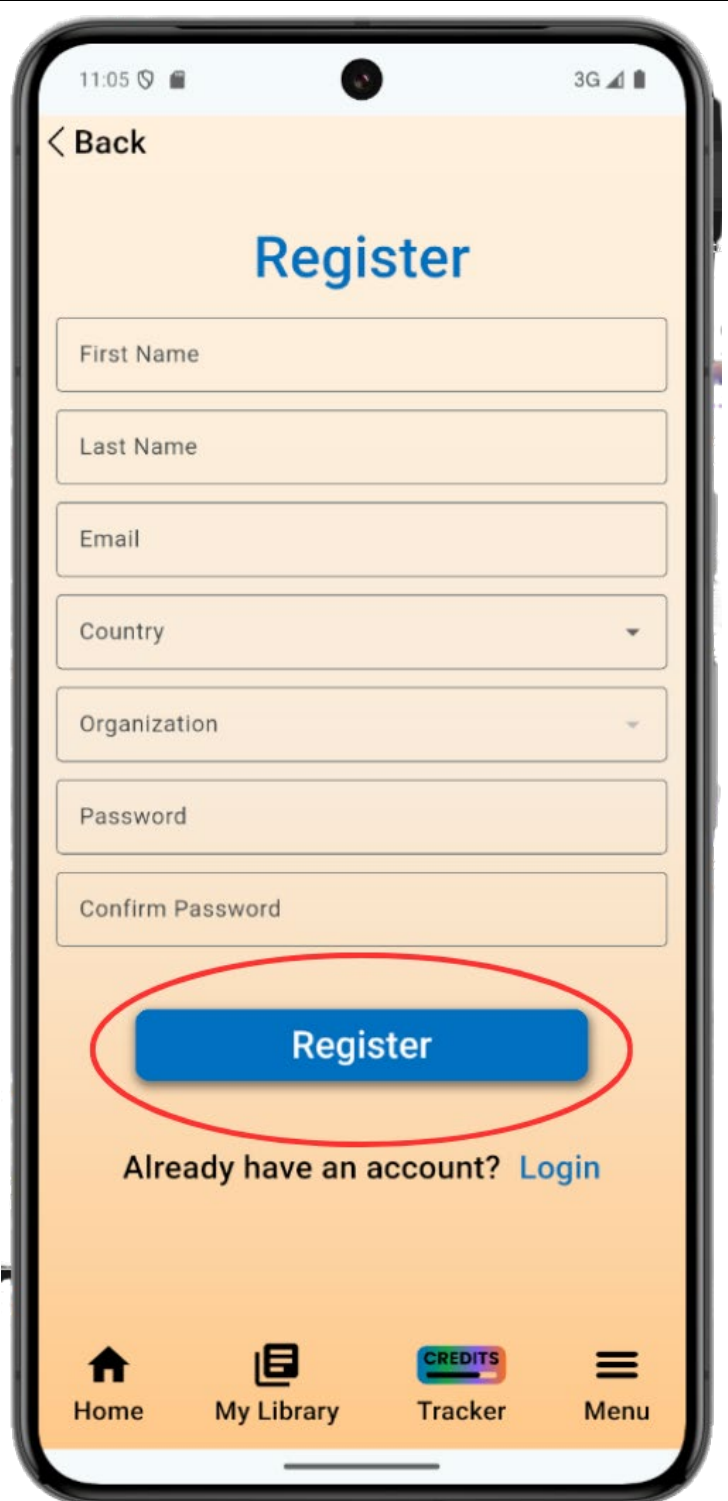 11:05 3G
Back
Register
First Name
Last Name
Email
Country
Organization
Password
Confirm Password
Register
Already have an account? Login
CREDITS
Home My Library Tracker Menu